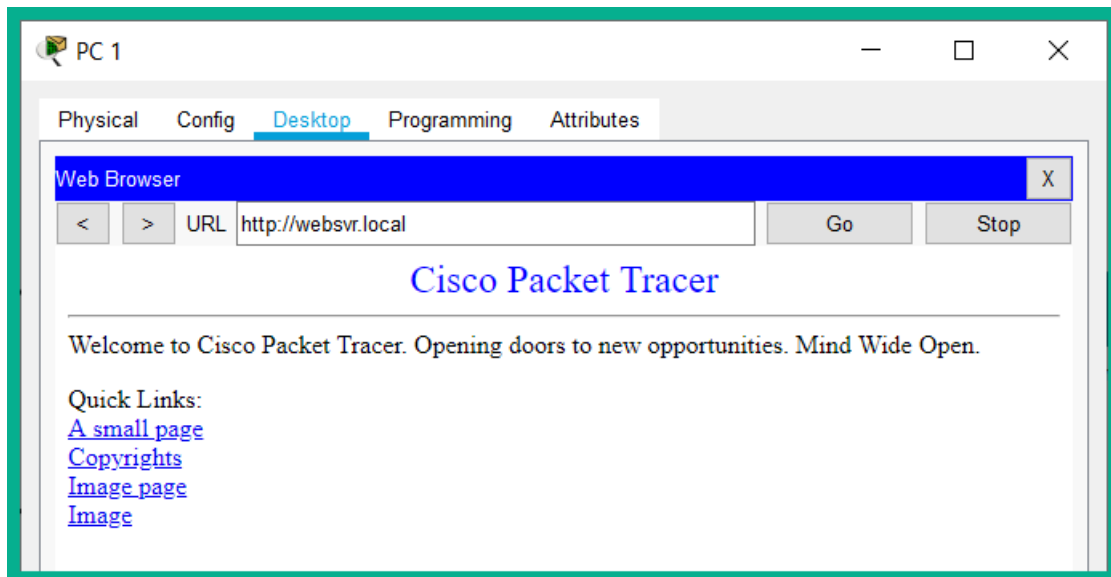 PC 1
Physical Config Desktop Programming Attributes
Web Browser X
< > URL http://websvr.local Go Stop
Cisco Packet Tracer
Welcome to Cisco Packet Tracer. Opening doors to new opportunities. Mind Wide Open.
Quick Links:
A small page
Copyrights
Image page
Image